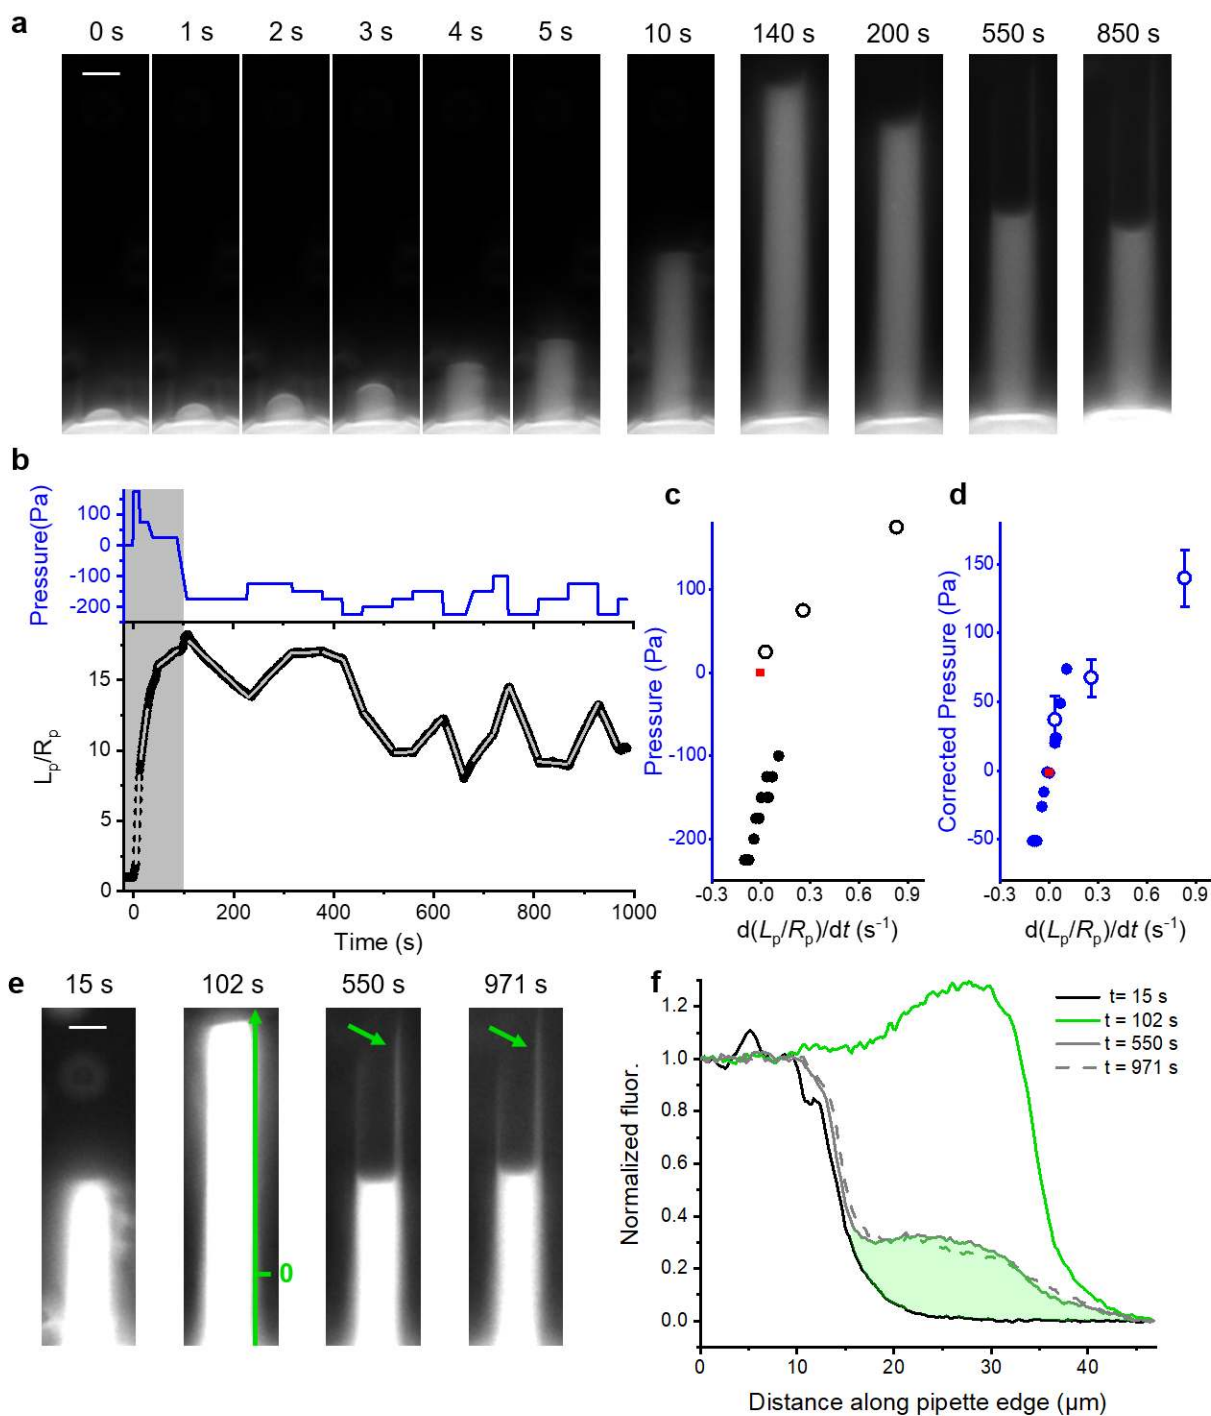 a
0 s 1 s 2 s 3 s 4 s 5 s 10 s 140 s 200 s 550 s 850 s
b
Pressure(Pa)
100
0
-100
-200
Lp/Rp
15
10
5
0
0 200 400 600 800 1000
Time (s)
c
Pressure (Pa)
100
0
-100
-200
-0.3 0.0 0.3 0.6 0.9
d(Lp/Rp)/dt (s⁻¹)
d
Corrected Pressure (Pa)
150
100
50
0
-50
-0.3 0.0 0.3 0.6 0.9
d(Lp/Rp)/dt (s⁻¹)
e
15 s 102 s 550 s 971 s
0
f
Normalized fluor.
1.2
1.0
0.8
0.6
0.4
0.2
0.0
t= 15 s
t = 102 s
t = 550 s
t = 971 s
0 10 20 30 40
Distance along pipette edge (µm)